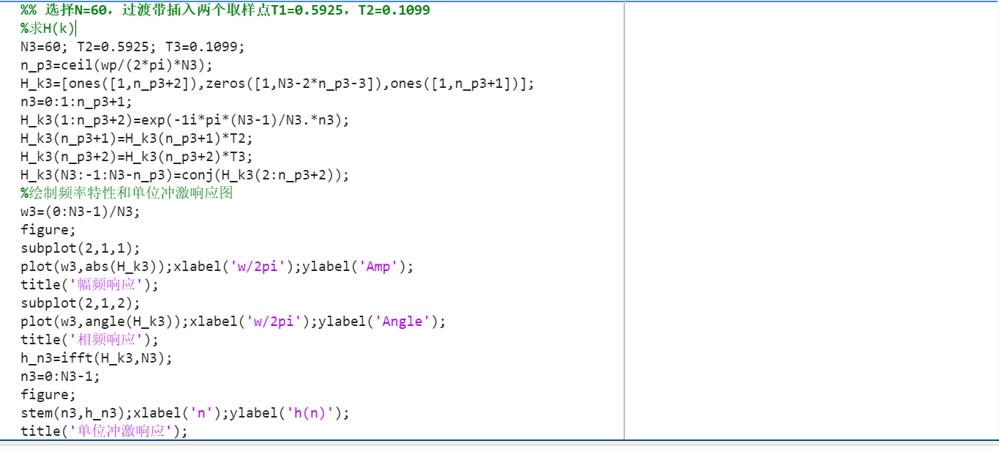 %% 选择N=60，过渡带插入两个取样点T1=0.5925，T2=0.1099
%求H(k)
N3=60; T2=0.5925; T3=0.1099;
n_p3=ceil(wp/(2*pi)*N3);
H_k3=[ones([1,n_p3+2]),zeros([1,N3-2*n_p3-3]),ones([1,n_p3+1])];
n3=0:1:n_p3+1;
H_k3(1:n_p3+2)=exp(-1i*pi*(N3-1)/N3.*n3);
H_k3(n_p3+1)=H_k3(n_p3+1)*T2;
H_k3(n_p3+2)=H_k3(n_p3+2)*T3;
H_k3(N3:-1:N3-n_p3)=conj(H_k3(2:n_p3+2));
%绘制频率特性和单位冲激响应图
w3=(0:N3-1)/N3;
figure;
subplot(2,1,1);
plot(w3,abs(H_k3));xlabel('w/2pi');ylabel('Amp');
title('幅频响应');
subplot(2,1,2);
plot(w3,angle(H_k3));xlabel('w/2pi');ylabel('Angle');
title('相频响应');
h_n3=ifft(H_k3,N3);
n3=0:N3-1;
figure;
stem(n3,h_n3);xlabel('n');ylabel('h(n)');
title('单位冲激响应');